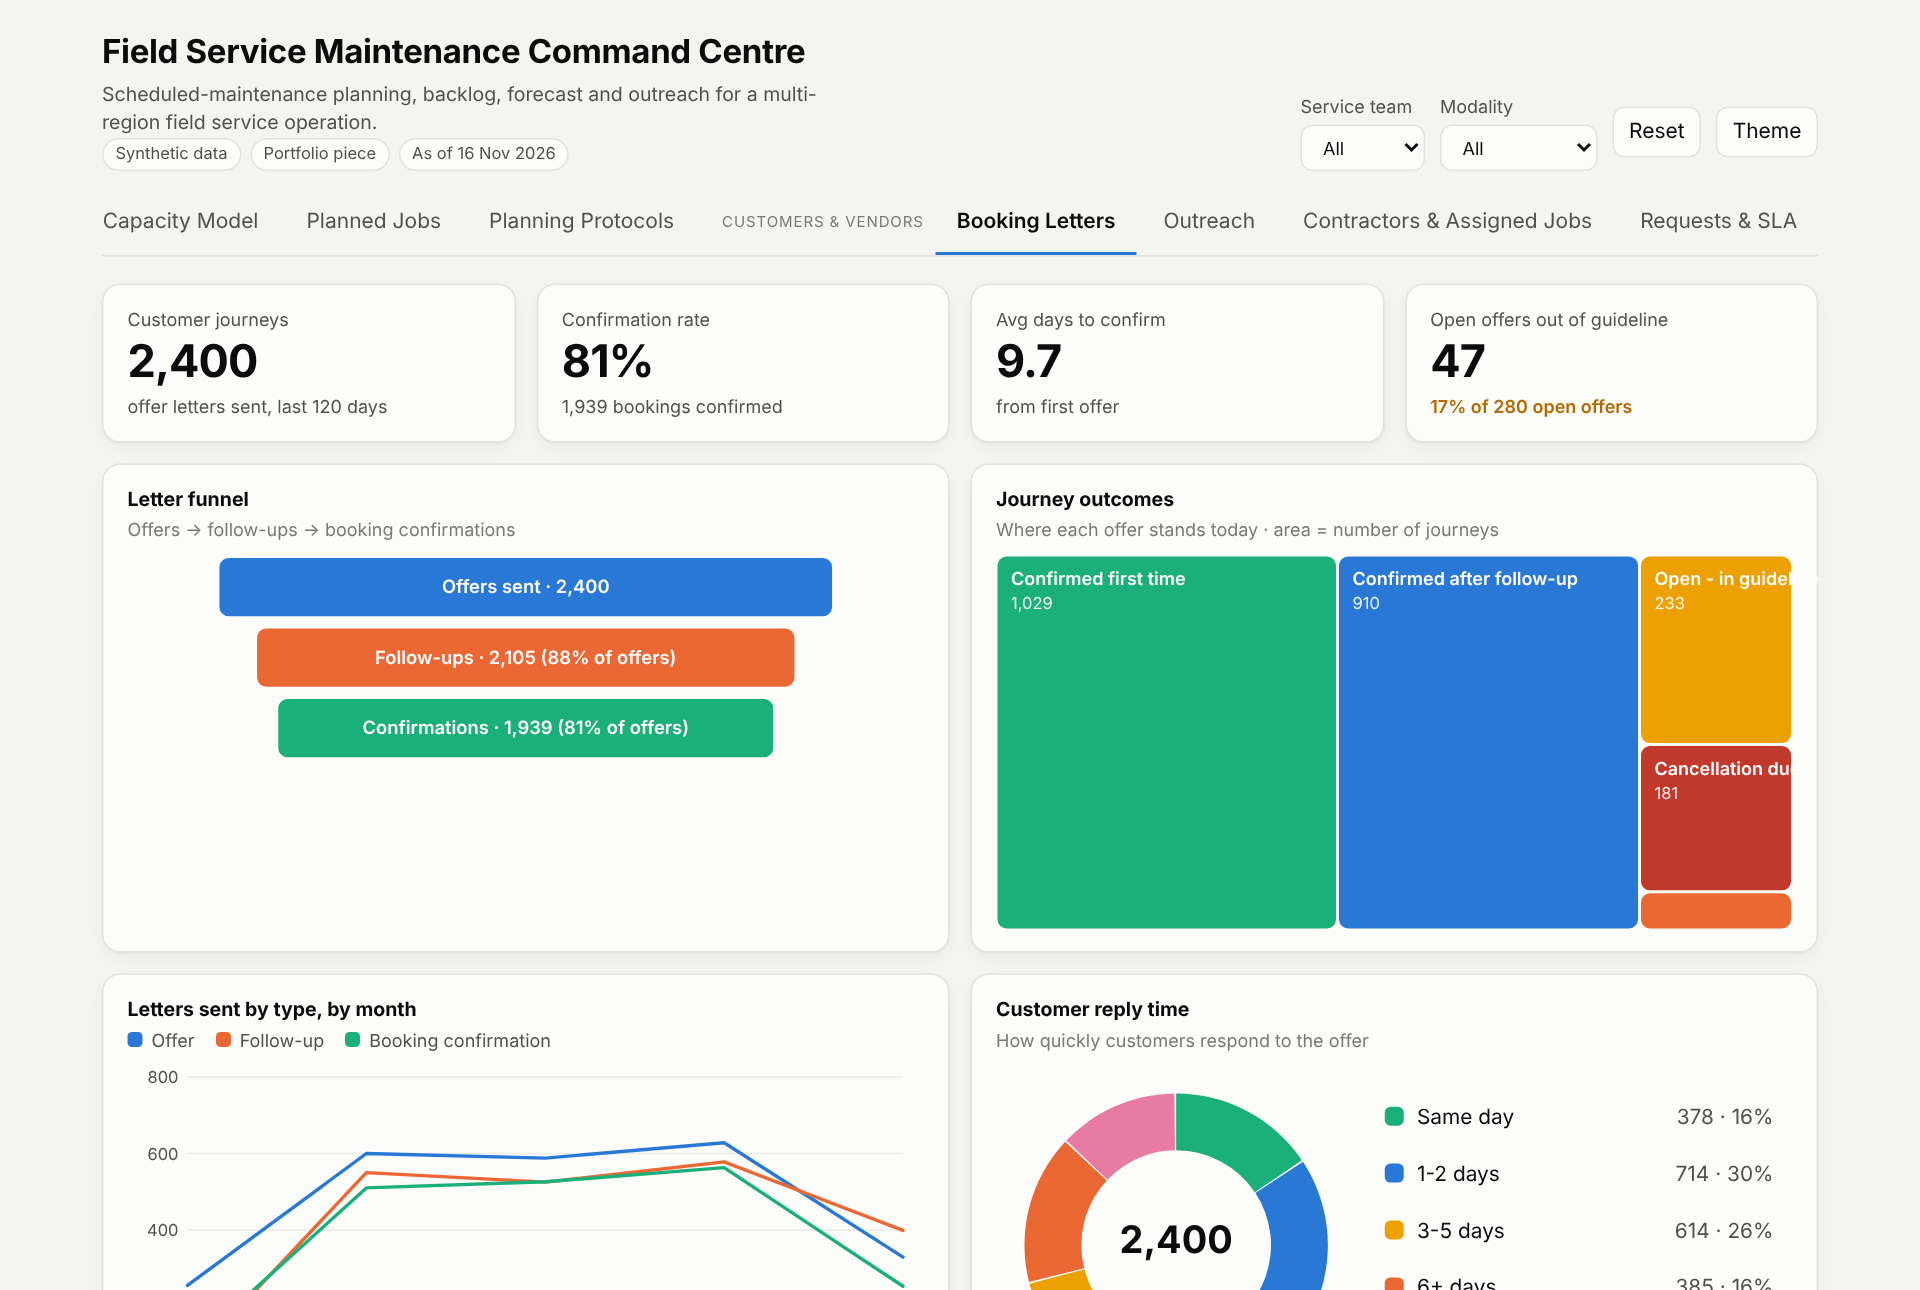 Field Service Maintenance Command Centre
Scheduled-maintenance planning, backlog, forecast and outreach for a multi-
region field service operation.
Synthetic data
Portfolio piece
As of 16 Nov 2026
Service team
Modality
All
All
Reset
Theme
Capacity Model
Planned Jobs
Planning Protocols
CUSTOMERS & VENDORS
Booking Letters
Outreach
Contractors & Assigned Jobs
Requests & SLA
Customer journeys
2,400
offer letters sent, last 120 days
Confirmation rate
81%
1,939 bookings confirmed
Avg days to confirm
9.7
from first offer
Open offers out of guideline
47
17% of 280 open offers
Letter funnel
Offers → follow-ups → booking confirmations
Offers sent · 2,400
Follow-ups · 2,105 (88% of offers)
Confirmations · 1,939 (81% of offers)
Journey outcomes
Where each offer stands today · area = number of journeys
Confirmed first time
1,029
Confirmed after follow-up
910
Open - in guideline
233
Cancellation due
181
Letters sent by type, by month
Offer
Follow-up
Booking confirmation
800
600
400
Customer reply time
How quickly customers respond to the offer
2,400
Same day
378 · 16%
1-2 days
714 · 30%
3-5 days
614 · 26%
6+ days
385 · 16%